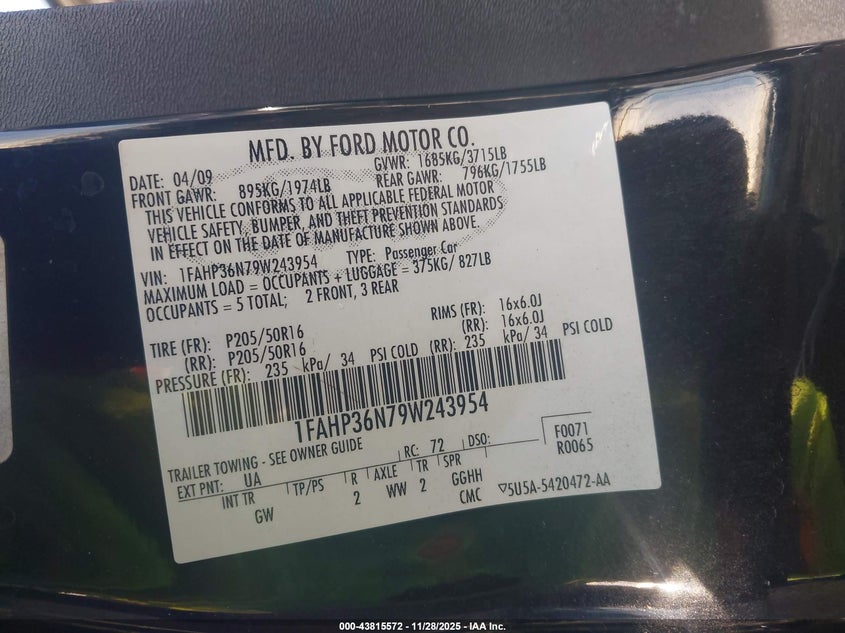 MFD. BY FORD MOTOR CO.
DATE: 04/09 GVWR: 1685KG/3715LB
FRONT GAWR: 895KG/1974LB REAR GAWR: 796KG/1755LB
THIS VEHICLE CONFORMS TO ALL APPLICABLE FEDERAL MOTOR
VEHICLE SAFETY, BUMPER, AND THEFT PREVENTION STANDARDS
IN EFFECT ON THE DATE OF MANUFACTURE SHOWN ABOVE.
VIN: 1FAHP36N79W243954 TYPE: Passenger Car
MAXIMUM LOAD = OCCUPANTS + LUGGAGE = 375KG/ 827LB
OCCUPANTS = 5 TOTAL; 2 FRONT, 3 REAR
TIRE (FR): P205/50R16 RIMS (FR): 16x6.0J
(RR): P205/50R16 (RR): 16x6.0J
PRESSURE (FR): 235 kPa/ 34 PSI COLD (RR): 235 kPa/ 34 PSI COLD
1FAHP36N79W243954
TRAILER TOWING - SEE OWNER GUIDE RC: 72 DSO: F0071
EXT PNT: UA R0065
INT TR TP/PS R AXLE TR SPR
GW 2 WW 2 GGHH
CMC 5U5A-5420472-AA
000-43815572 | 11/28/2025 - IAA Inc.